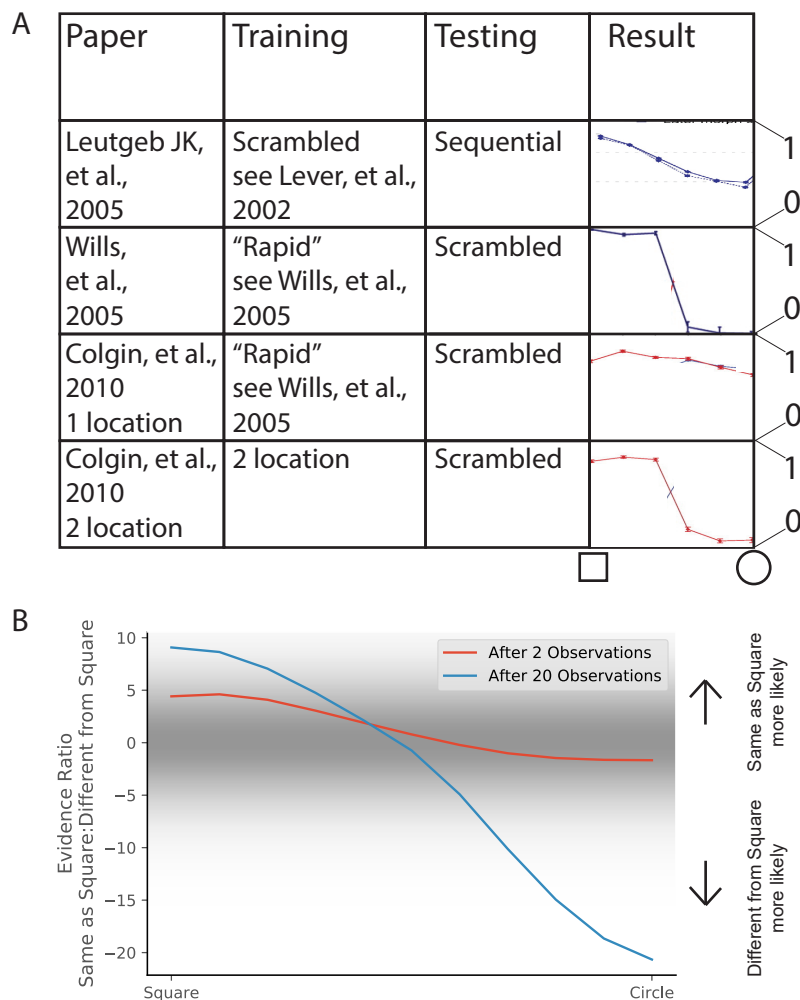 A
Paper Training Testing Result
Leutgeb JK,
et al.,
2005
Scrambled
see Lever, et al.,
2002
Sequential
1
0
Wills,
et al.,
2005
“Rapid”
see Wills, et al.,
2005
Scrambled
1
0
Colgin, et al.,
2010
1 location
“Rapid”
see Wills, et al.,
2005
Scrambled
1
0
Colgin, et al.,
2010
2 location
2 location
Scrambled
1
0
B
Evidence Ratio
Same as Square:Different from Square
10
5
0
−5
−10
−15
−20
After 2 Observations
After 20 Observations
Square
Circle
Same as Square
more likely
Different from Square
more likely